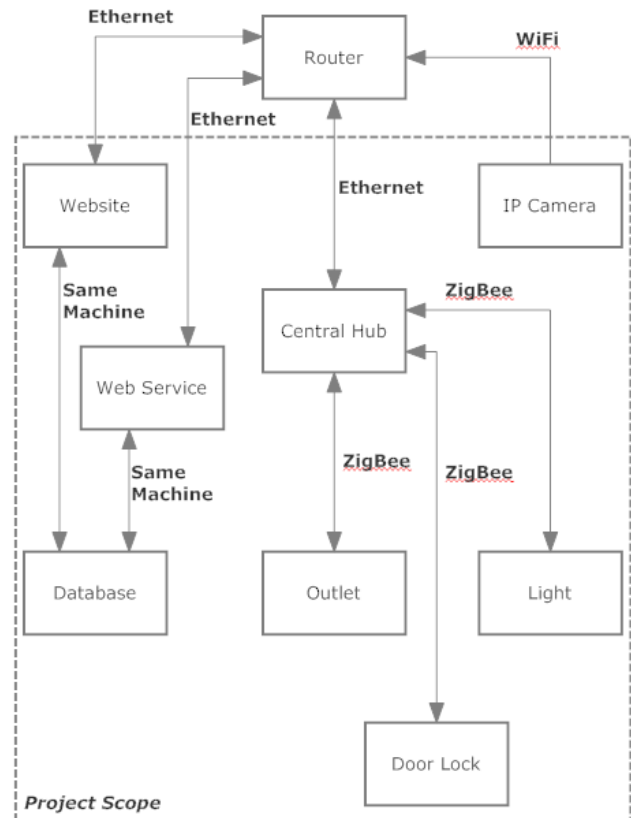 Ethernet
Router
WiFi
Ethernet
Ethernet
Website
IP Camera
Same
Machine
ZigBee
Central Hub
Web Service
Same
Machine
ZigBee
ZigBee
Database
Outlet
Light
Door Lock
Project Scope